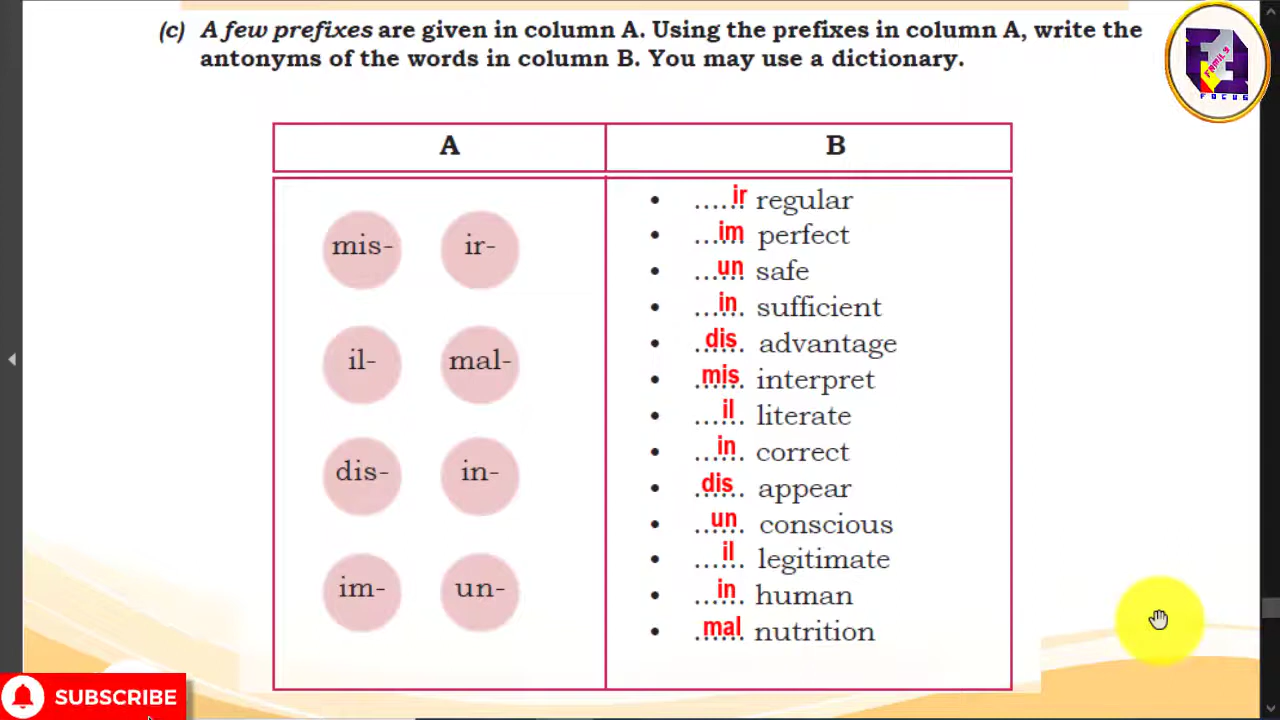 (c) A few prefixes are given in column A. Using the prefixes in column A, write the
antonyms of the words in column B. You may use a dictionary.
FAMILY
FOCUS
A
B
mis- ir-
il- mal-
dis- in-
im- un-
• ......ir regular
• ......im perfect
• ......un safe
• ......in sufficient
• ......dis advantage
• ......mis interpret
• ......il literate
• ......in correct
• ......dis appear
• ......un conscious
• ......il legitimate
• ......in human
• ......mal nutrition
SUBSCRIBE